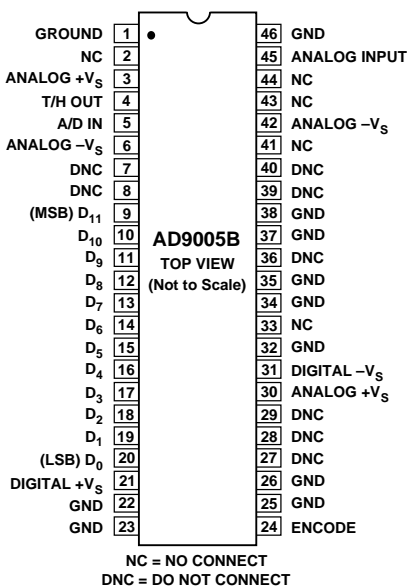 GROUND 1 46 GND
NC 2 45 ANALOG INPUT
ANALOG +VS 3 44 NC
T/H OUT 4 43 NC
A/D IN 5 42 ANALOG –VS
ANALOG –VS 6 41 NC
DNC 7 40 DNC
DNC 8 39 DNC
(MSB) D11 9 38 GND
D10 10 37 GND
D9 11 36 DNC
D8 12 35 GND
D7 13 34 GND
D6 14 33 NC
D5 15 32 GND
D4 16 31 DIGITAL –VS
D3 17 30 ANALOG +VS
D2 18 29 DNC
D1 19 28 DNC
(LSB) D0 20 27 DNC
DIGITAL +VS 21 26 GND
GND 22 25 GND
GND 23 24 ENCODE
AD9005B
TOP VIEW
(Not to Scale)
NC = NO CONNECT
DNC = DO NOT CONNECT